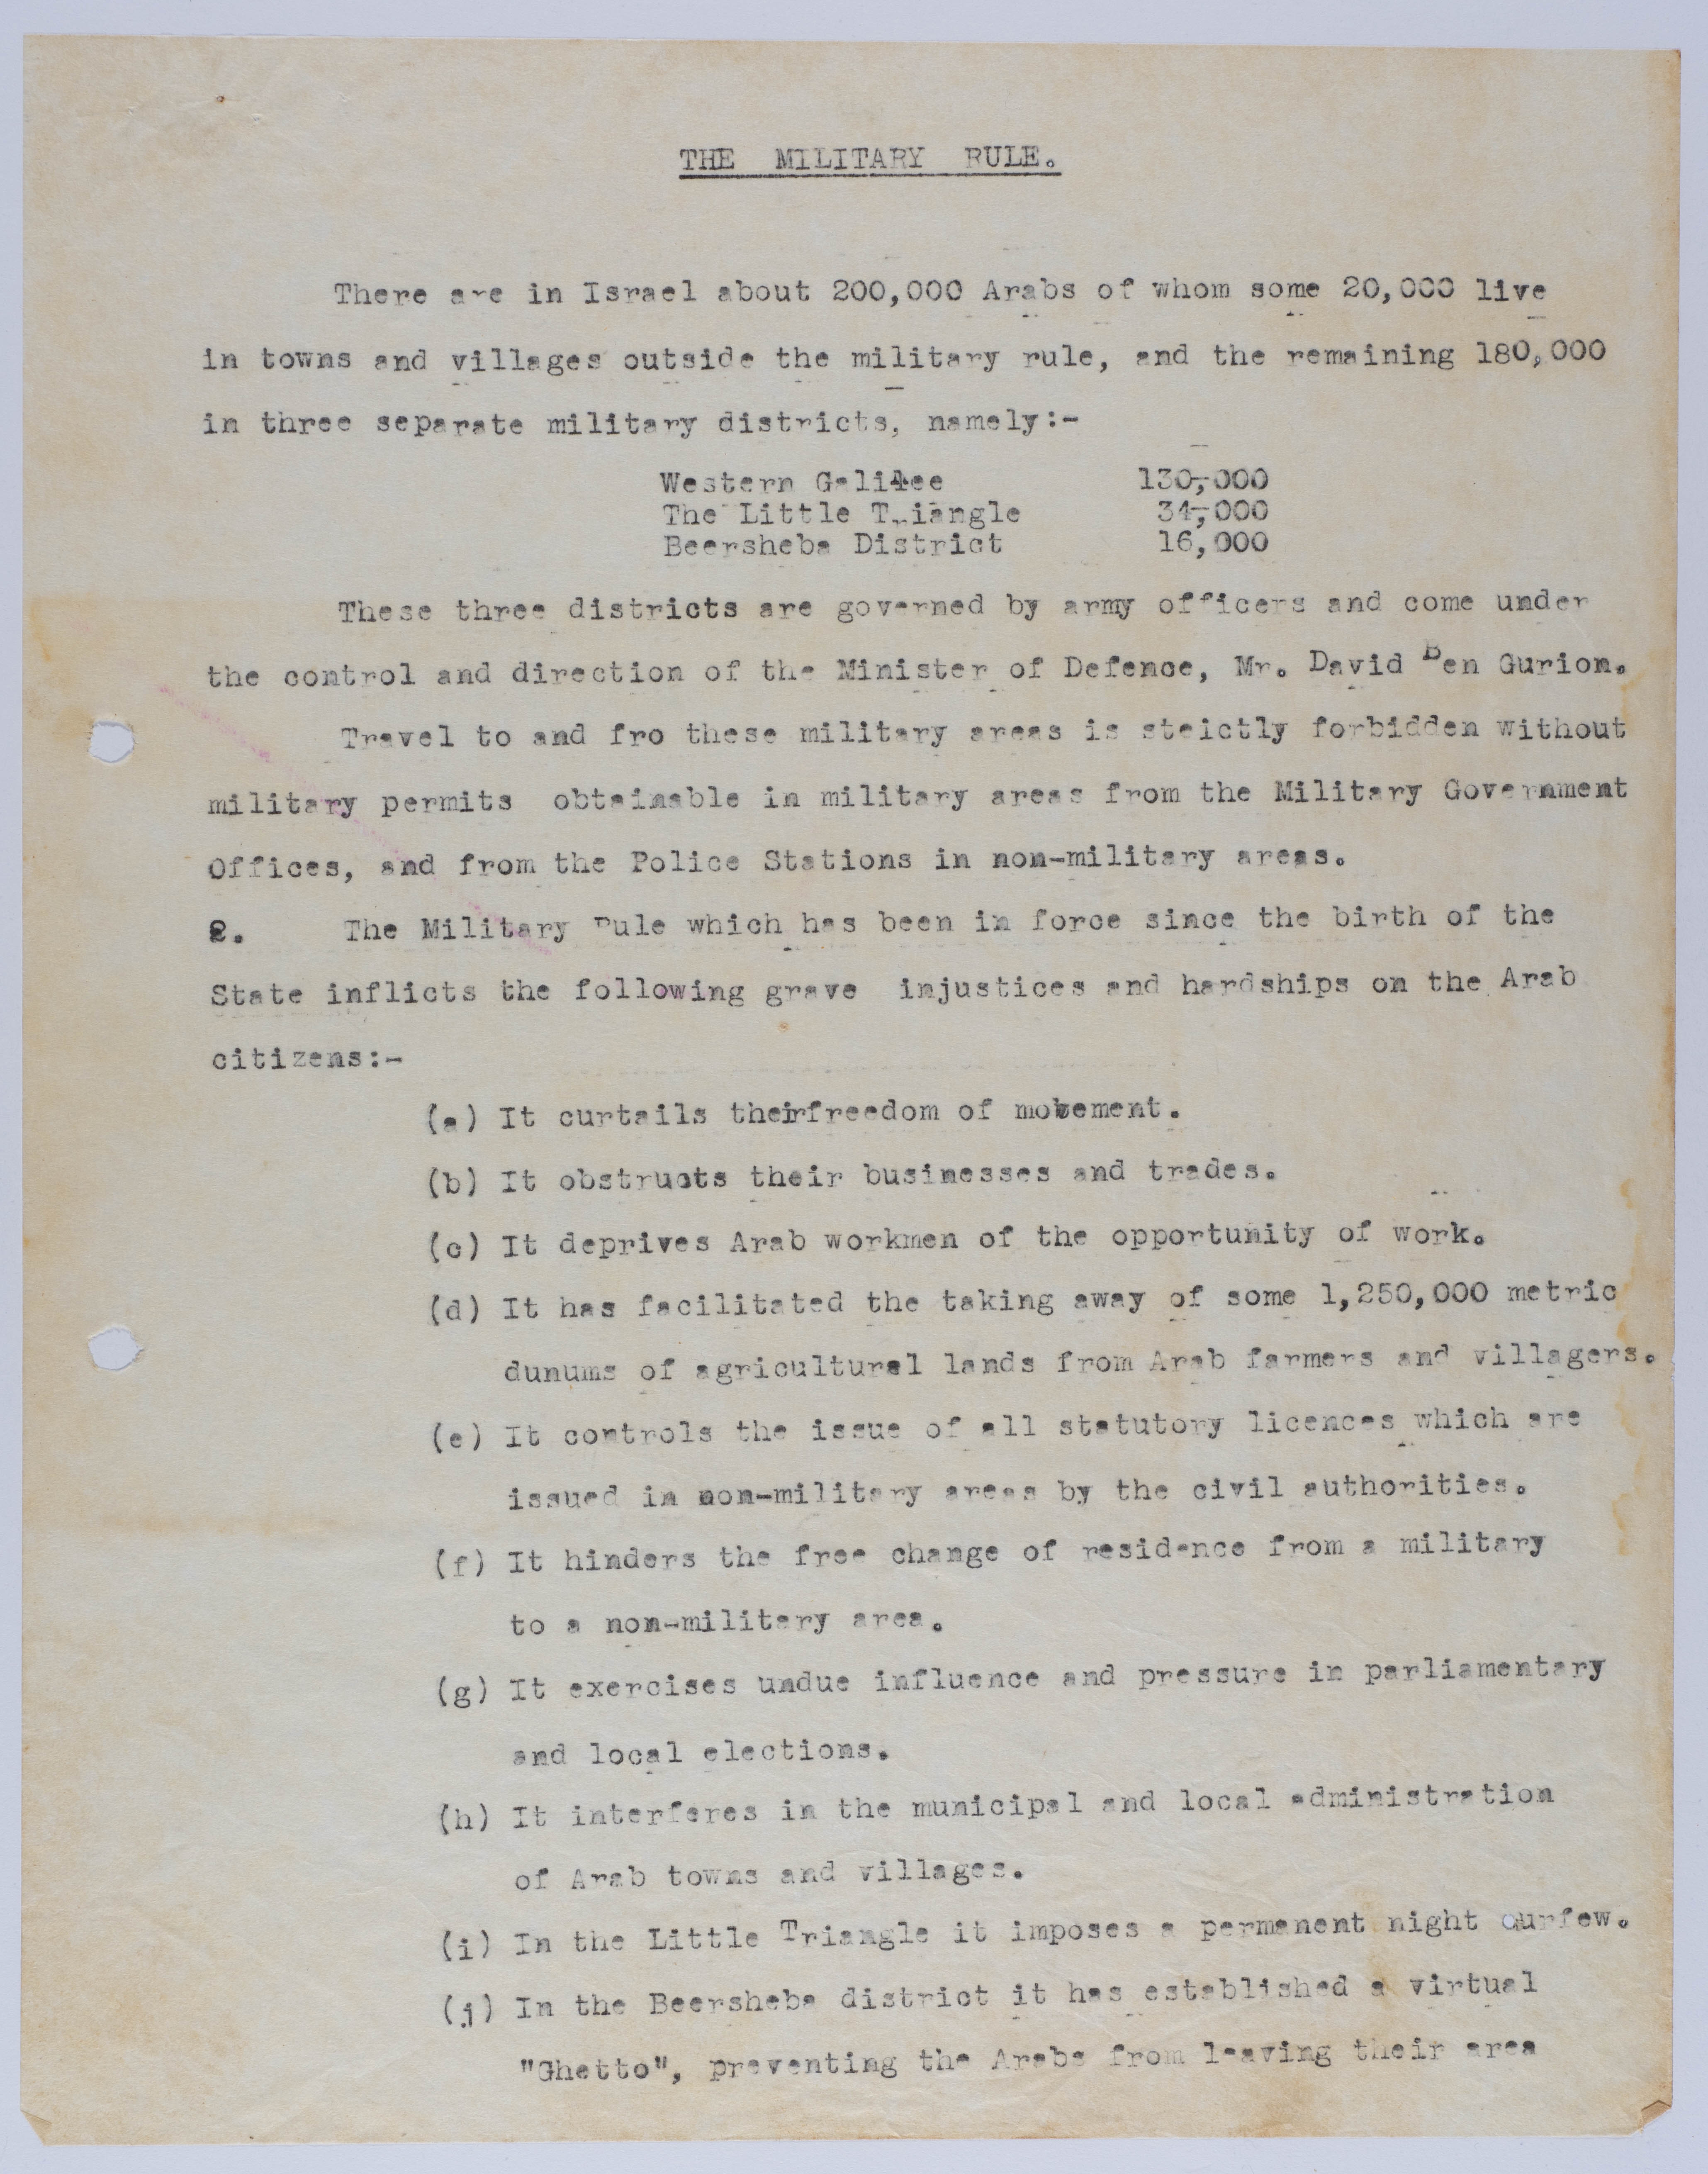 THE MILITARY RULE.
There are in Israel about 200,000 Arabs of whom some 20,000 live
in towns and villages outside the military rule, and the remaining 180,000
in three separate military districts, namely:-
Western Galilee 130,000
The Little Triangle 34,000
Beersheba District 16,000
These three districts are governed by army officers and come under
the control and direction of the Minister of Defence, Mr. David Ben Gurion.
Travel to and fro these military areas is steictly forbidden without
military permits obtainable in military areas from the Military Government
Offices, and from the Police Stations in non-military areas.
2. The Military Rule which has been in force since the birth of the
State inflicts the following grave injustices and hardships on the Arab
citizens:-
(a) It curtails theirfreedom of movement.
(b) It obstructs their businesses and trades.
(c) It deprives Arab workmen of the opportunity of work.
(d) It has facilitated the taking away of some 1,250,000 metric
dunums of agricultural lands from Arab farmers and villagers.
(e) It controls the issue of all statutory licences which are
issued in non-military areas by the civil authorities.
(f) It hinders the free change of residence from a military
to a non-military area.
(g) It exercises undue influence and pressure in parliamentary
and local elections.
(h) It interferes in the municipal and local administration
of Arab towns and villages.
(i) In the Little Triangle it imposes a permanent night curfew.
(j) In the Beersheba district it has established a virtual
"Ghetto", preventing the Arabs from leaving their area